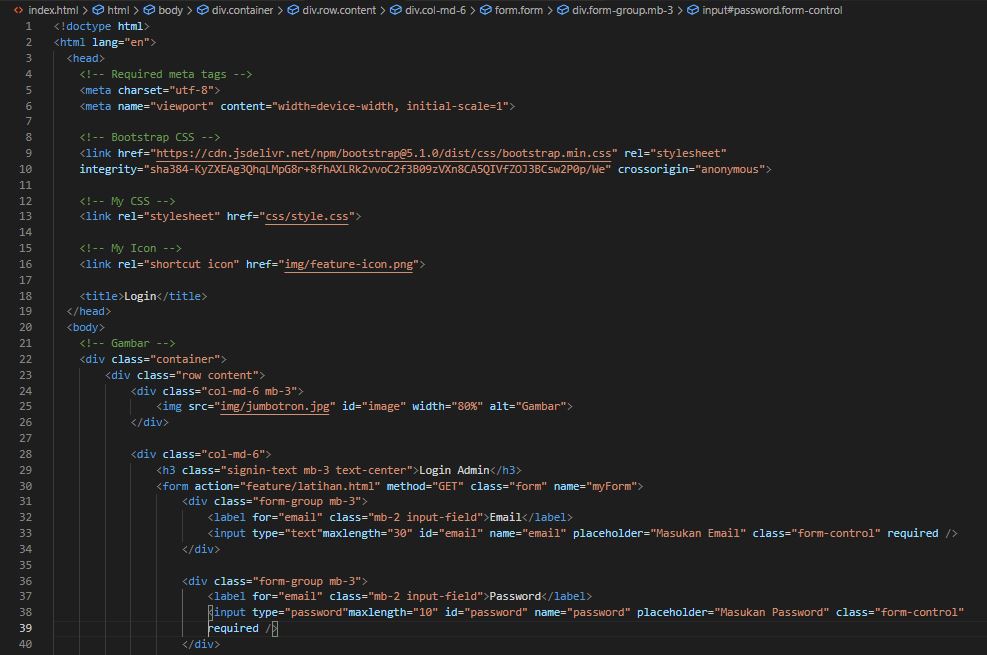 index.html > html > body > div.container > div.row.content > div.col-md-6 > form.form > div.form-group.mb-3 > input#password.form-control
1 <!doctype html>
2 <html lang="en">
3 <head>
4 <!-- Required meta tags -->
5 <meta charset="utf-8">
6 <meta name="viewport" content="width=device-width, initial-scale=1">
7
8 <!-- Bootstrap CSS -->
9 <link href="https://cdn.jsdelivr.net/npm/bootstrap@5.1.0/dist/css/bootstrap.min.css" rel="stylesheet"
10 integrity="sha384-KyZXEAg3QhqLMpG8r+8fhAXLRk2vvoC2f3B09zVXn8CA5QIVfZOJ3BCsw2P0p/We" crossorigin="anonymous">
11
12 <!-- My CSS -->
13 <link rel="stylesheet" href="css/style.css">
14
15 <!-- My Icon -->
16 <link rel="shortcut icon" href="img/feature-icon.png">
17
18 <title>Login</title>
19 </head>
20 <body>
21 <!-- Gambar -->
22 <div class="container">
23 <div class="row content">
24 <div class="col-md-6 mb-3">
25 <img src="img/jumbotron.jpg" id="image" width="80%" alt="Gambar">
26 </div>
27
28 <div class="col-md-6">
29 <h3 class="signin-text mb-3 text-center">Login Admin</h3>
30 <form action="feature/latihan.html" method="GET" class="form" name="myForm">
31 <div class="form-group mb-3">
32 <label for="email" class="mb-2 input-field">Email</label>
33 <input type="text"maxlength="30" id="email" name="email" placeholder="Masukan Email" class="form-control" required />
34 </div>
35
36 <div class="form-group mb-3">
37 <label for="email" class="mb-2 input-field">Password</label>
38 <input type="password"maxlength="10" id="password" name="password" placeholder="Masukan Password" class="form-control"
39 required />
40 </div>